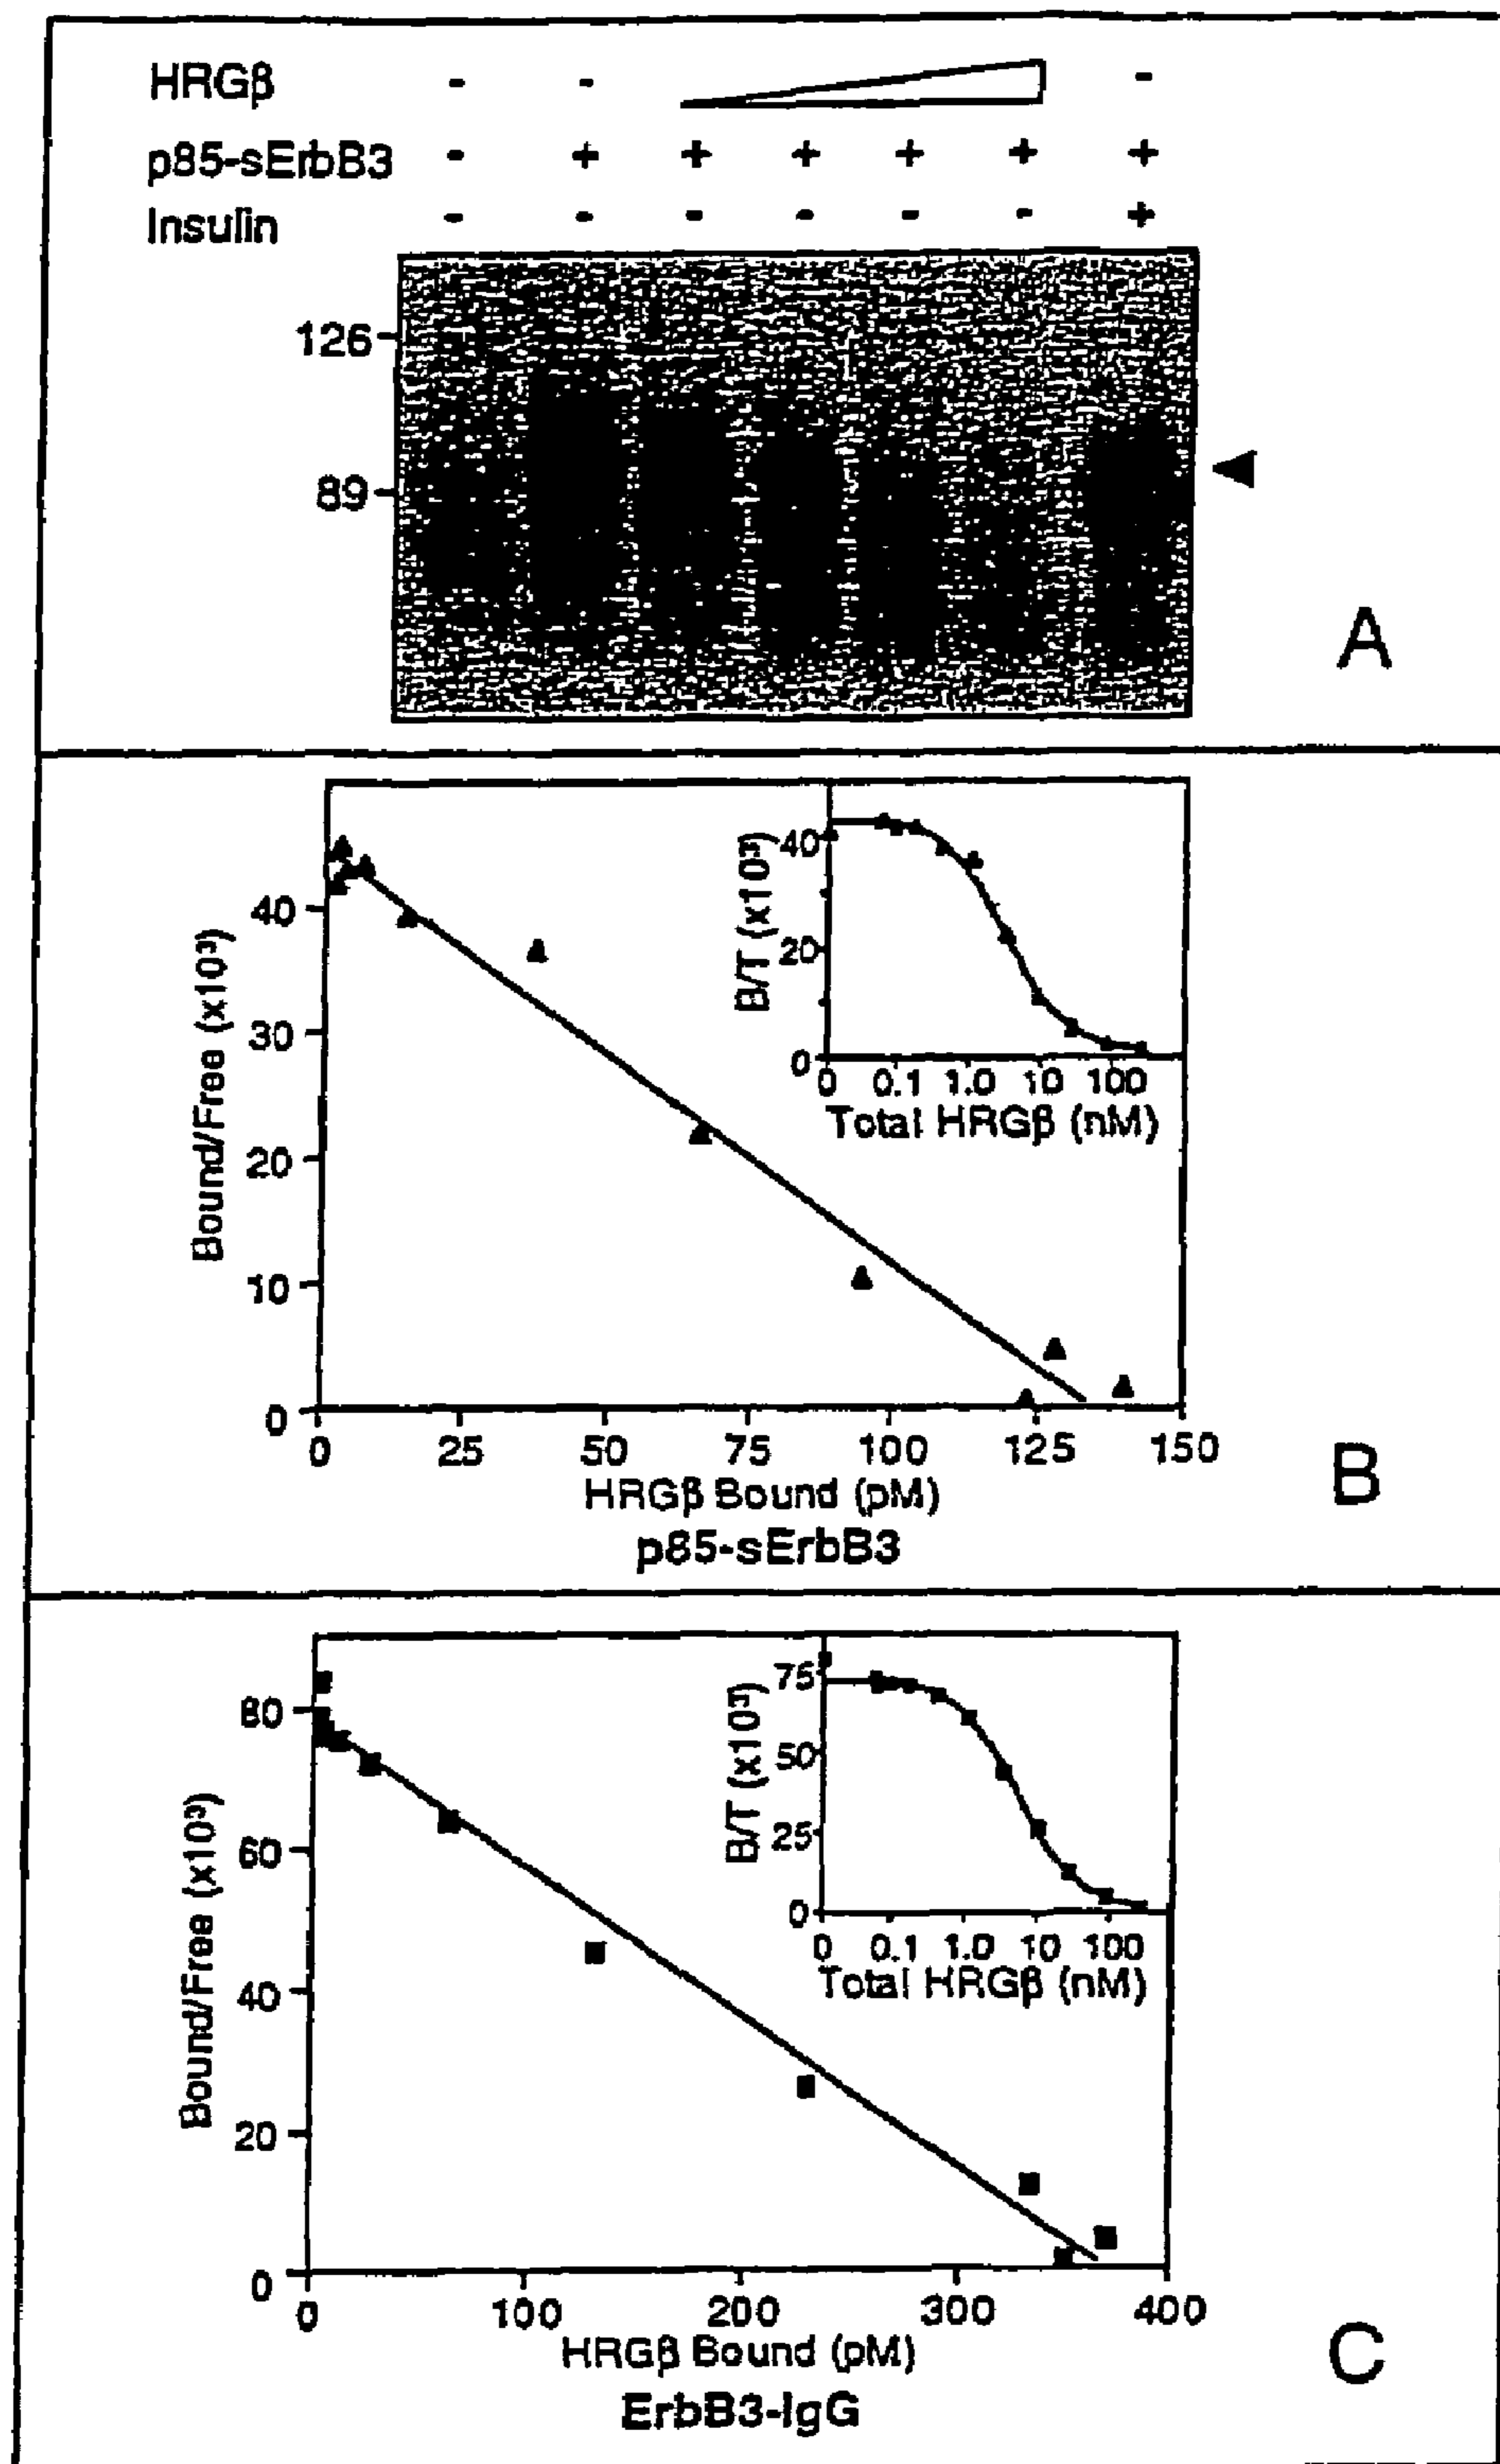 HRGβ - - -
p85-sErbB3 - + + + + + +
Insulin - - - - - - +
126
89
A
Bound/Free (x10³)
40
30
20
10
0
0 25 50 75 100 125 150
HRGβ Bound (pM)
p85-sErbB3
B/T (x10³)
40
20
0
0 0.1 1.0 10 100
Total HRGβ (nM)
B
Bound/Free (x10³)
80
60
40
20
0
0 100 200 300 400
HRGβ Bound (pM)
ErbB3-IgG
B/T (x10³)
75
50
25
0
0 0.1 1.0 10 100
Total HRGβ (nM)
C